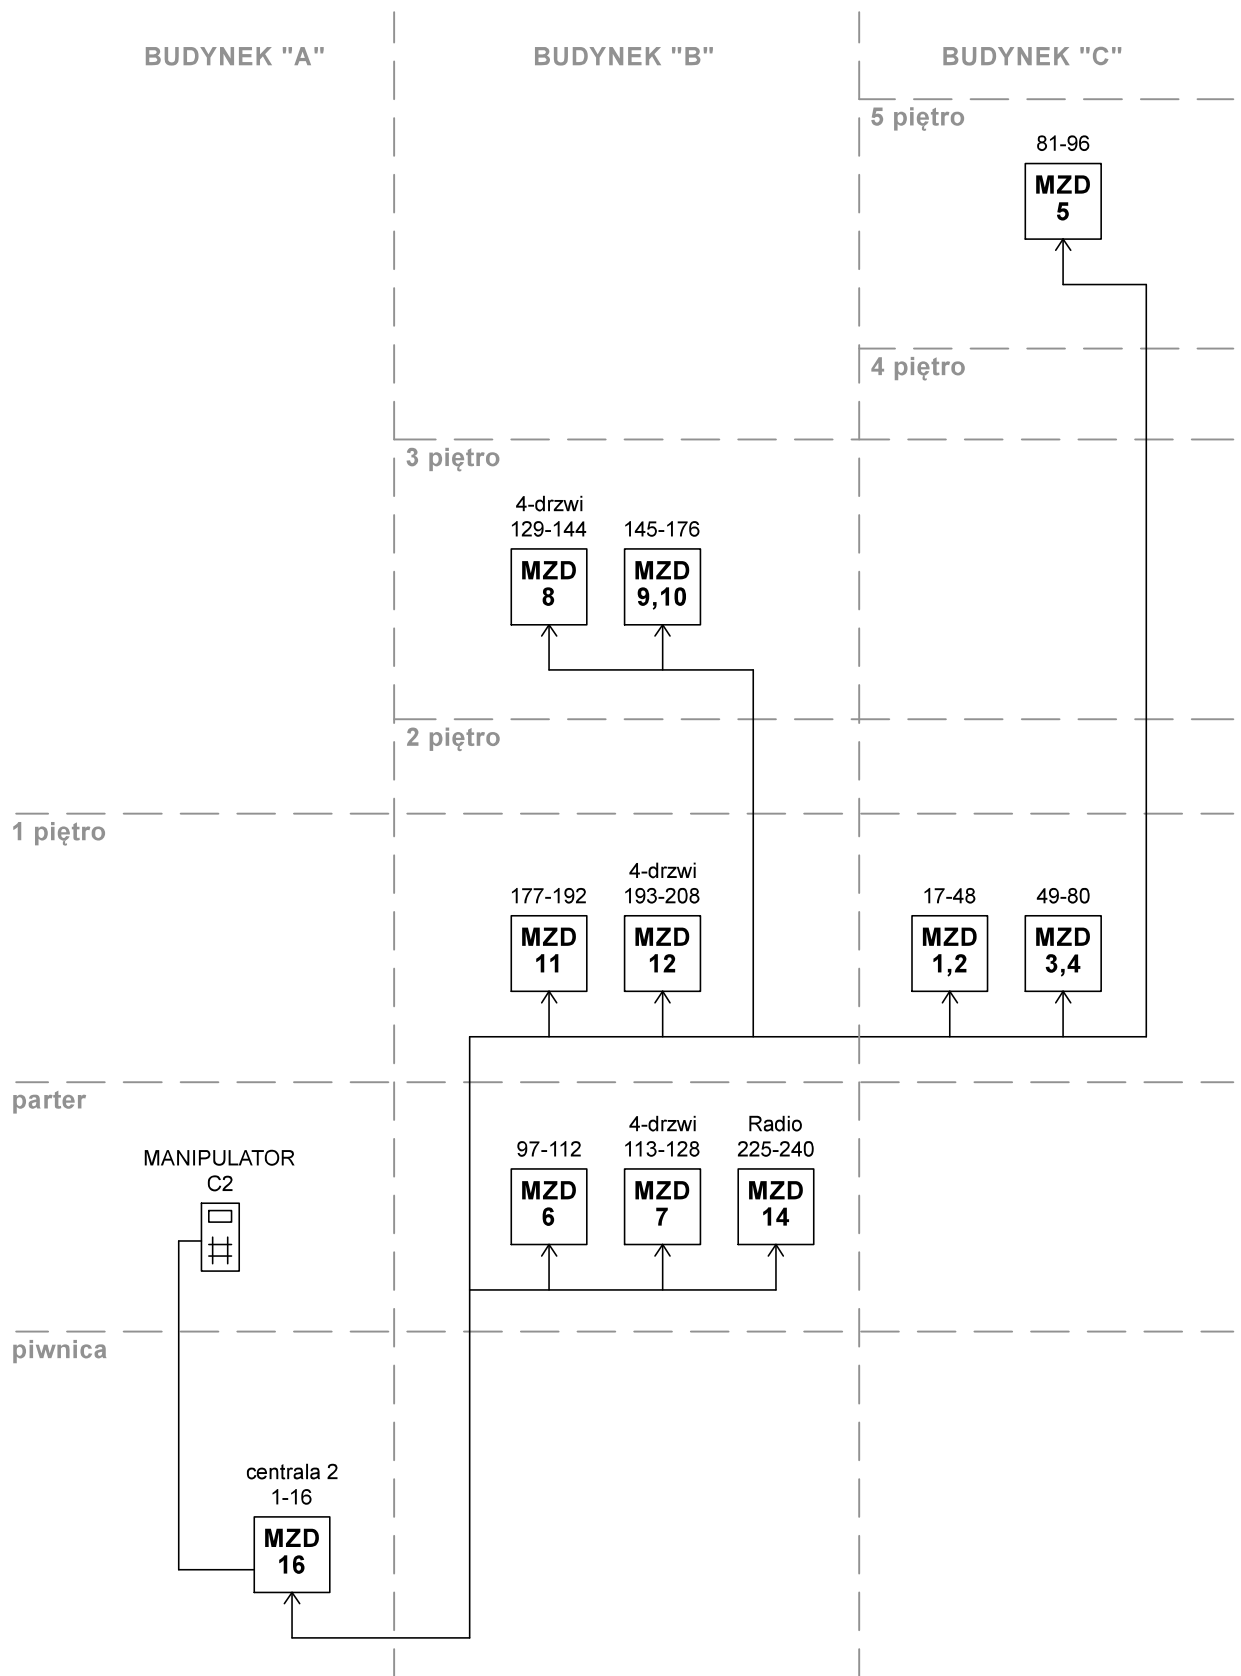 BUDYNEK "A"
BUDYNEK "B"
BUDYNEK "C"
5 piętro
81-96
MZD
5
4 piętro
3 piętro
4-drzwi
129-144
MZD
8
145-176
MZD
9,10
2 piętro
1 piętro
177-192
MZD
11
4-drzwi
193-208
MZD
12
17-48
MZD
1,2
49-80
MZD
3,4
parter
MANIPULATOR
C2
97-112
MZD
6
4-drzwi
113-128
MZD
7
Radio
225-240
MZD
14
piwnica
centrala 2
1-16
MZD
16